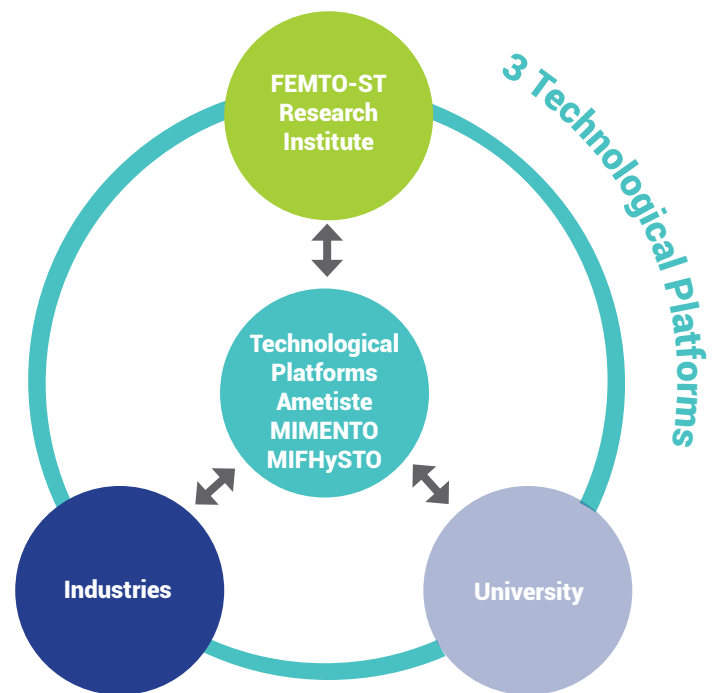 3 Technological Platforms
FEMTO-ST
Research
Institute
Technological
Platforms
Ametiste
MIMENTO
MIFHySTO
Industries
University